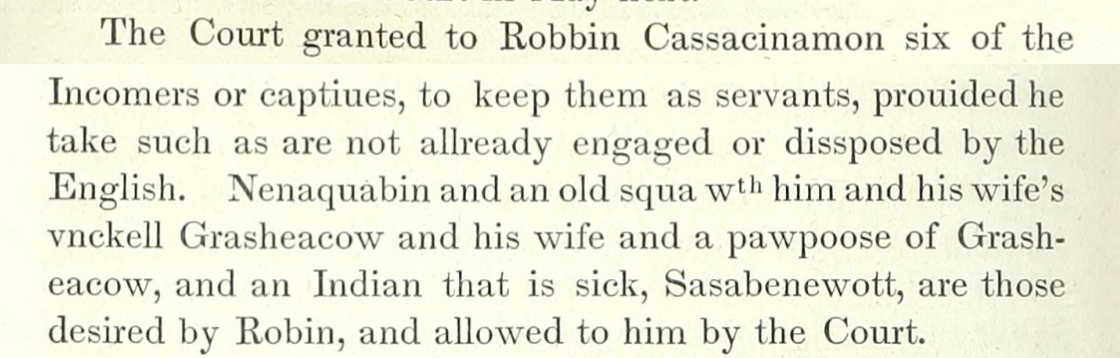 The Court granted to Robbin Cassacinamon six of the
Incomers or captiues, to keep them as servants, prouided he
take such as are not allready engaged or dissposed by the
English. Nenaquabin and an old squa wth him and his wife's
vnckell Grasheacow and his wife and a pawpoose of Grash-
eacow, and an Indian that is sick, Sasabenewott, are those
desired by Robin, and allowed to him by the Court.